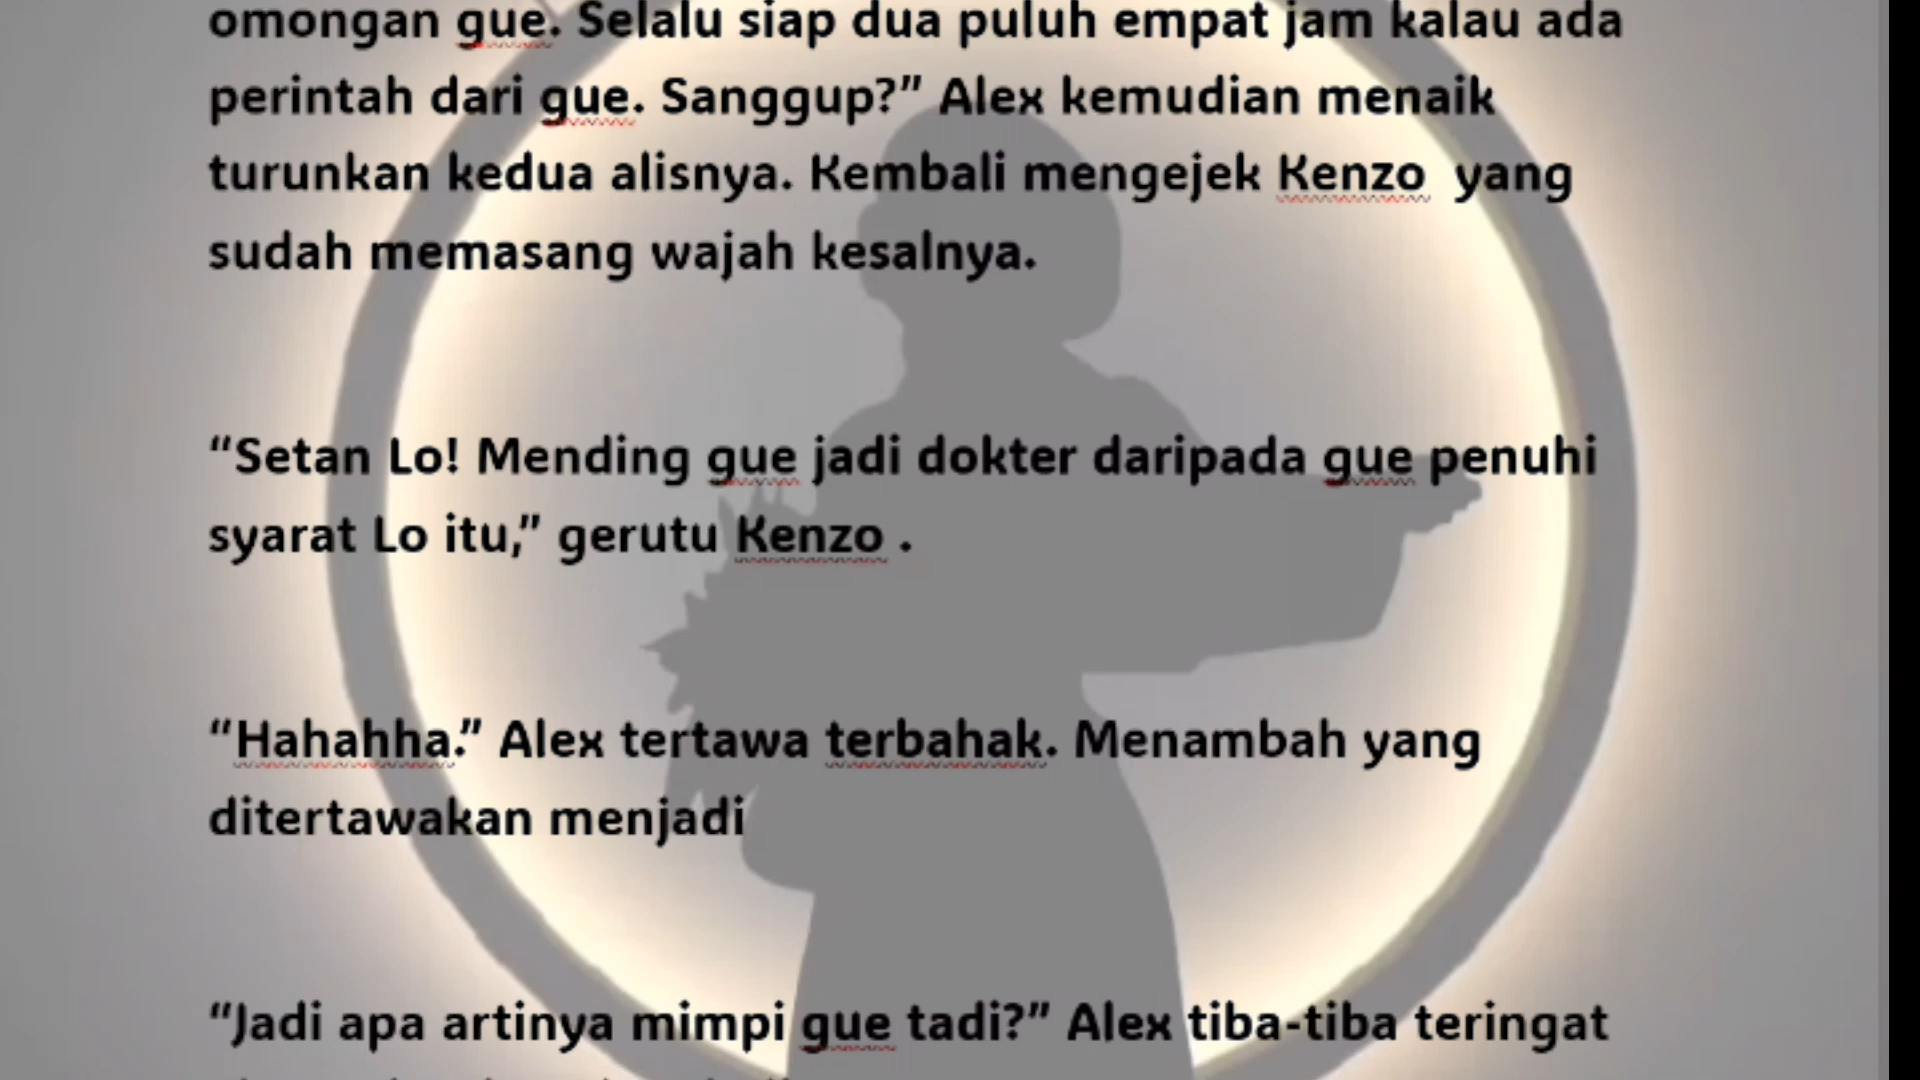 omongan gue. Selalu siap dua puluh empat jam kalau ada
perintah dari gue. Sanggup?” Alex kemudian menaik
turunkan kedua alisnya. Kembali mengejek Kenzo  yang
sudah memasang wajah kesalnya.
“Setan Lo! Mending gue jadi dokter daripada gue penuhi
syarat Lo itu,” gerutu Kenzo .
“Hahahha.” Alex tertawa terbahak. Menambah yang
ditertawakan menjadi
“Jadi apa artinya mimpi gue tadi?” Alex tiba-tiba teringat